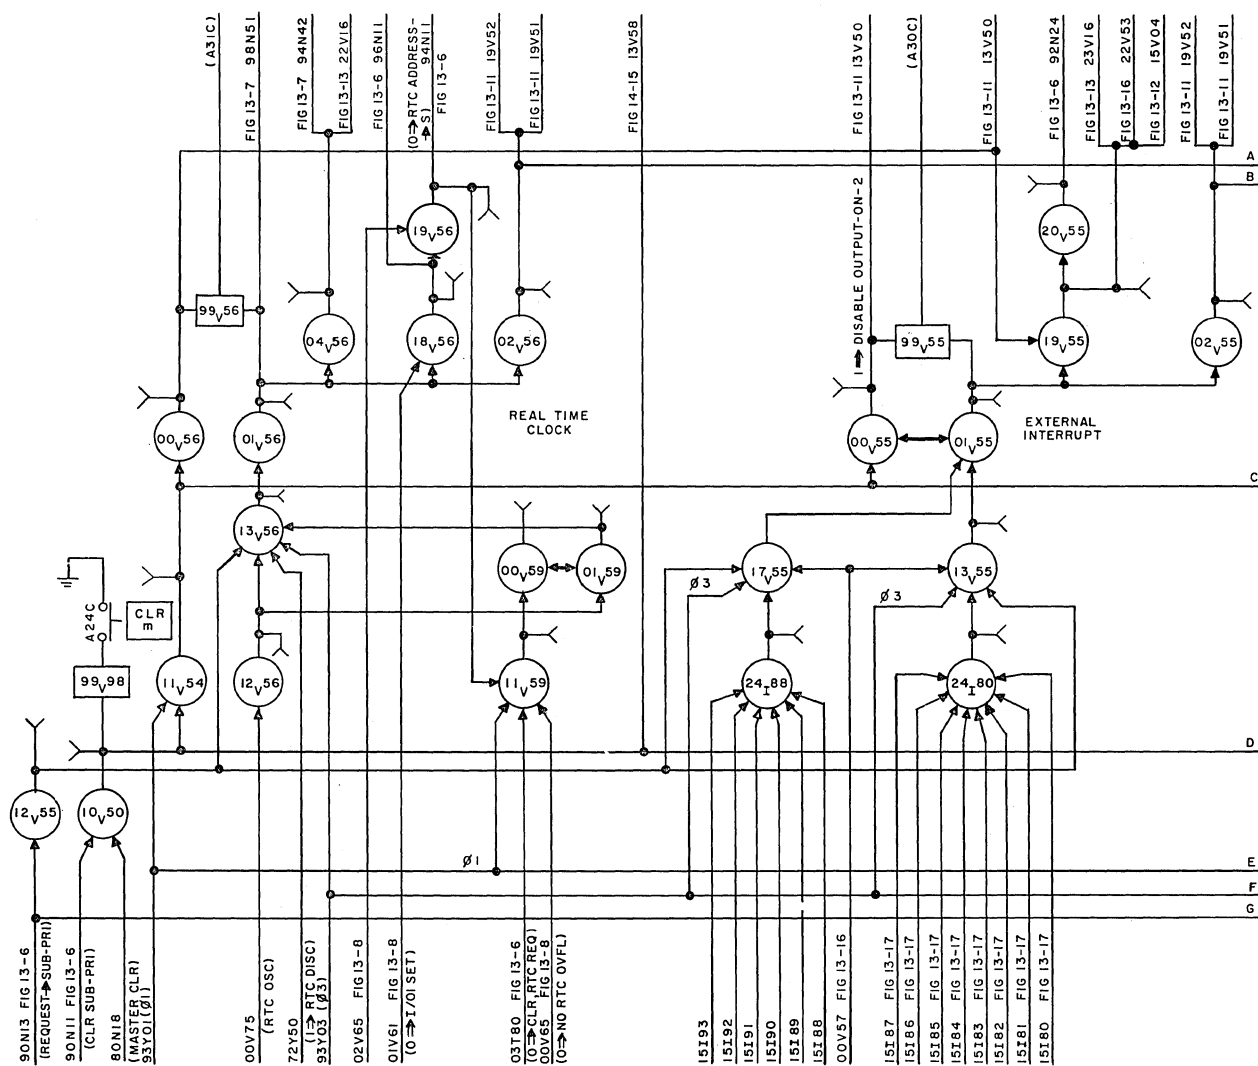 (A31C)
FIG 13-7 98N51
FIG 13-7 94N42
FIG 13-13 22V16
FIG 13-6 96N11
(0⇒RTC ADDRESS-
→S) 94N11
FIG 13-6
FIG 13-11 19V52
FIG 13-11 19V51
FIG 14-15 13V58
FIG 13-11 13V50
(A30C)
FIG 13-11 13V50
FIG 13-6 92N24
FIG 13-13 23V16
FIG 13-16 22V53
FIG 13-12 15V04
FIG 13-11 19V52
FIG 13-11 19V51
A
B
1⇒DISABLE OUTPUT-ON-2
19V56
20V55
99V56
04V56
18V56
02V56
99V55
19V55
02V55
REAL TIME
CLOCK
EXTERNAL
INTERRUPT
00V56
01V56
00V55
01V55
C
13V56
00V59
01V59
17V55
13V55
Ø3
Ø3
A24C
CLR
m
99V98
11V54
12V56
11V59
24I88
24I80
D
12V55
10V50
Ø1
E
F
G
90N13 FIG 13-6
(REQUEST→SUB-PRI)
90N11 FIG 13-6
(CLR SUB-PRI)
80N18
(MASTER CLR)
93Y01 (Ø1)
00V75
(RTC OSC)
72Y50
(1⇒RTC DISC)
93Y03 (Ø3)
02V65 FIG 13-8
01V61 FIG 13-8
(0⇒I/O1 SET)
03T80 FIG 13-6
(0⇒CLR, RTC REQ)
00V65 FIG 13-8
(0⇒NO RTC OVFL)
15I93
15I92
15I91
15I90
15I89
15I88
00V57 FIG 13-16
15I87 FIG 13-17
15I86 FIG 13-17
15I85 FIG 13-17
15I84 FIG 13-17
15I83 FIG 13-17
15I82 FIG 13-17
15I81 FIG 13-17
15I80 FIG 13-17